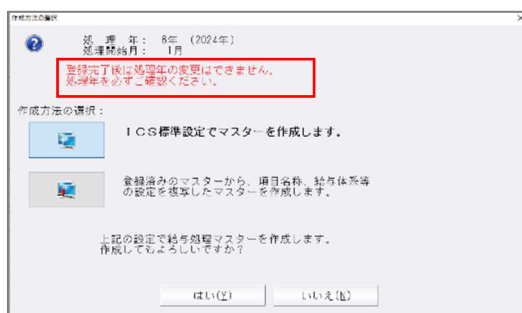 作成方法の選択
処　理　年：　6年（2024年）
処理開始月：　1月
登録完了後は処理年の変更はできません。
処理年を必ずご確認ください。
作成方法の選択：
ICS標準設定でマスターを作成します。
登録済みのマスターから、項目名称、給与体系等
の設定を複写したマスターを作成します。
上記の設定で給与処理マスターを作成します。
作成してもよろしいですか？
はい(Y)　いいえ(N)